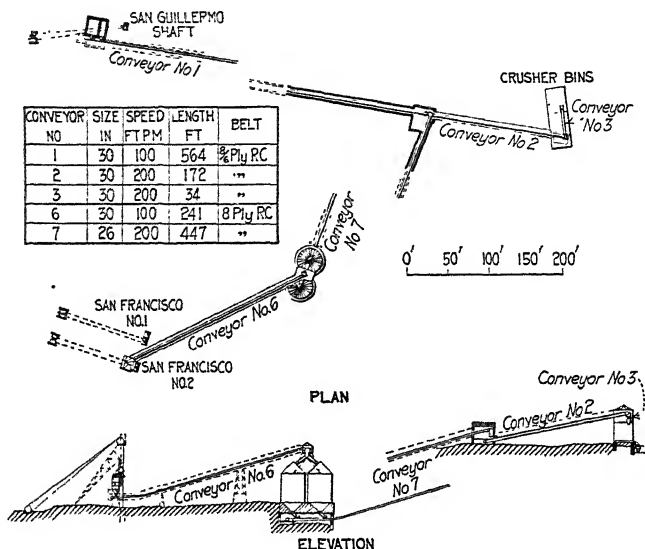 SAN GUILLERMO
SHAFT
Conveyor No 1
CRUSHER BINS
Conveyor
No 3
Conveyor No 2
CONVEYOR NO SIZE IN SPEED FT P.M. LENGTH FT BELT
1 30 100 564 8/6 Ply R.C
2 30 200 172 "
3 30 200 34 "
6 30 100 241 8 Ply R.C
7 26 200 447 "
Conveyor
No 7
0' 50' 100' 150' 200'
SAN FRANCISCO
NO.1
Conveyor No.6
SAN FRANCISCO
NO.2
PLAN
Conveyor No 3
Conveyor No.2
Conveyor No.6
Conveyor
No 7
ELEVATION